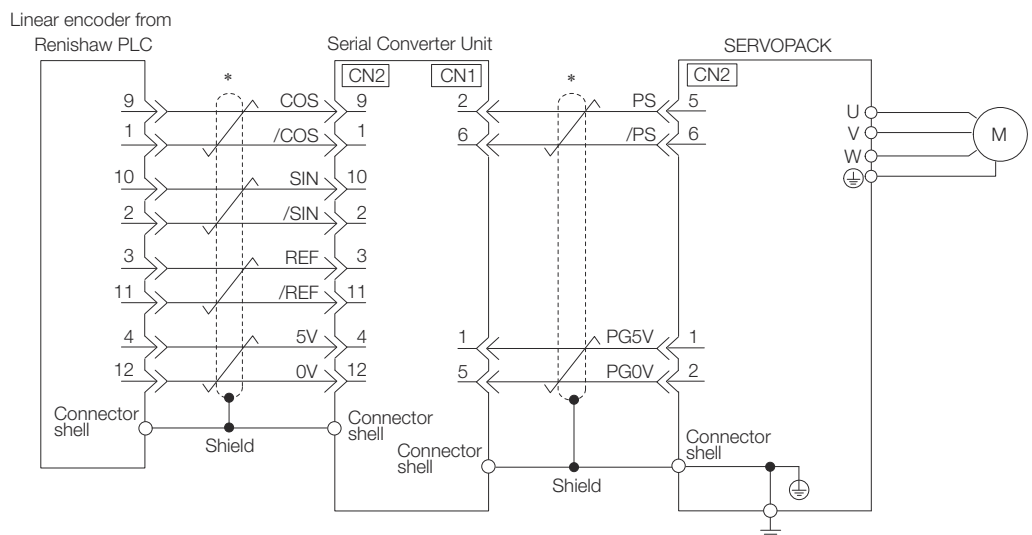 Linear encoder from
Renishaw PLC
Serial Converter Unit
SERVOPACK
CN2
CN1
CN2
*
*
9
COS
9
2
PS
5
1
/COS
1
6
/PS
6
10
SIN
10
2
/SIN
2
3
REF
3
11
/REF
11
4
5V
4
1
PG5V
1
12
0V
12
5
PG0V
2
U
V
W
M
Connector
shell
Shield
Connector
shell
Connector
shell
Shield
Connector
shell